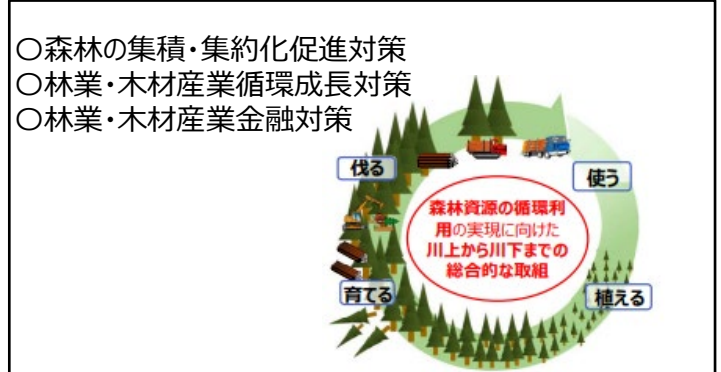 〇森林の集積・集約化促進対策
〇林業・木材産業循環成長対策
〇林業・木材産業金融対策
伐る
使う
森林資源の循環利
用の実現に向けた
川上から川下までの
総合的な取組
育てる
植える